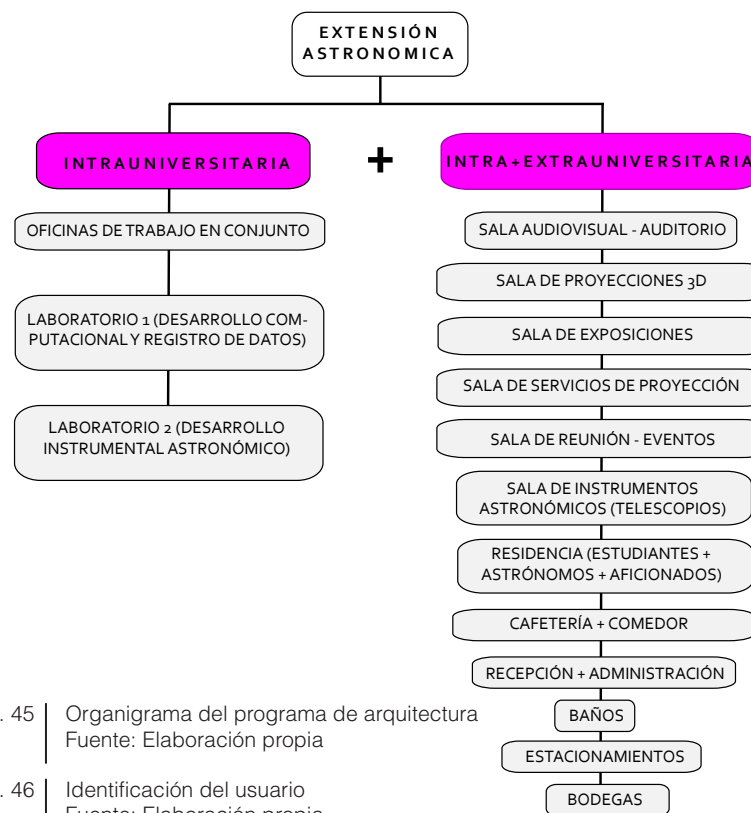 EXTENSIÓN
ASTRONOMICA
INTRAUNIVERSITARIA
+
INTRA+EXTRAUNIVERSITARIA
OFICINAS DE TRABAJO EN CONJUNTO
LABORATORIO 1 (DESARROLLO COM-
PUTACIONAL Y REGISTRO DE DATOS)
LABORATORIO 2 (DESARROLLO
INSTRUMENTAL ASTRONÓMICO)
SALA AUDIOVISUAL - AUDITORIO
SALA DE PROYECCIONES 3D
SALA DE EXPOSICIONES
SALA DE SERVICIOS DE PROYECCIÓN
SALA DE REUNIÓN - EVENTOS
SALA DE INSTRUMENTOS
ASTRONÓMICOS (TELESCOPIOS)
RESIDENCIA (ESTUDIANTES +
ASTRÓNOMOS + AFICIONADOS)
CAFETERÍA + COMEDOR
RECEPCIÓN + ADMINISTRACIÓN
BAÑOS
ESTACIONAMIENTOS
BODEGAS
. 45 Organigrama del programa de arquitectura
Fuente: Elaboración propia
. 46 Identificación del usuario
Fuente: Elaboración propia